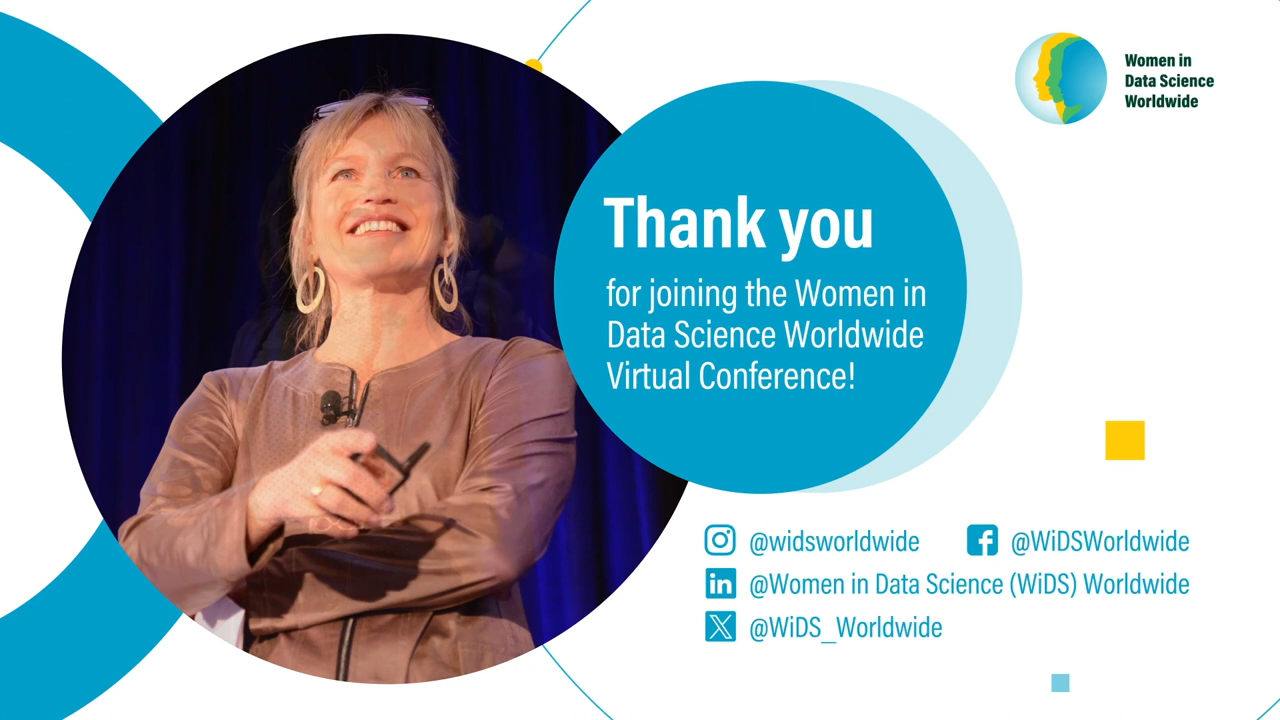 Women in
Data Science
Worldwide
Thank you
for joining the Women in
Data Science Worldwide
Virtual Conference!
@widsworldwide
@WiDSWorldwide
@Women in Data Science (WiDS) Worldwide
@WiDS_Worldwide